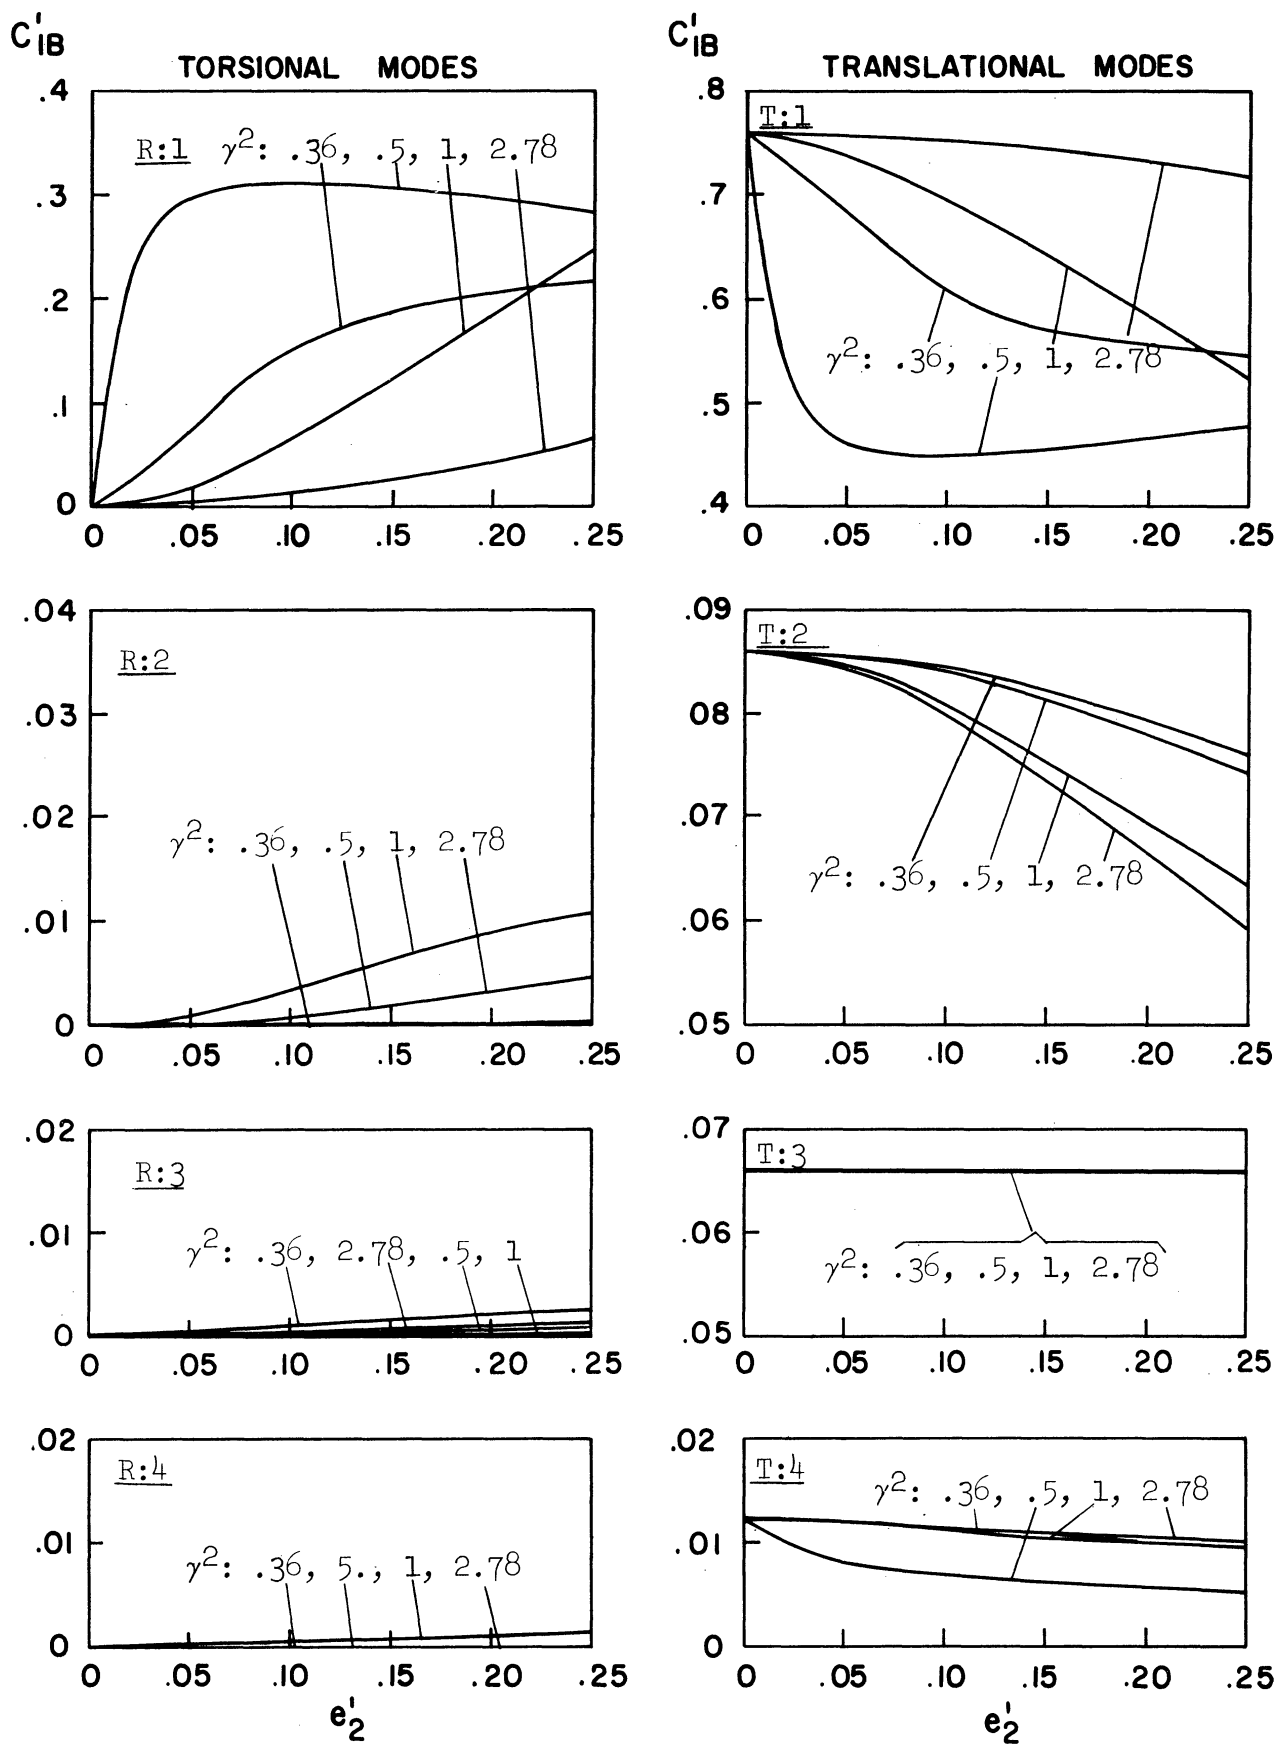 C'1B
TORSIONAL MODES
.4
.3
.2
.1
0
R:1 γ²: .36, .5, 1, 2.78
0 .05 .10 .15 .20 .25
C'1B
TRANSLATIONAL MODES
.8
.7
.6
.5
.4
T:1
γ²: .36, .5, 1, 2.78
0 .05 .10 .15 .20 .25
.04
.03
.02
.01
0
R:2
γ²: .36, .5, 1, 2.78
0 .05 .10 .15 .20 .25
.09
08
.07
.06
.05
T:2
γ²: .36, .5, 1, 2.78
0 .05 .10 .15 .20 .25
.02
.01
0
R:3
γ²: .36, 2.78, .5, 1
0 .05 .10 .15 .20 .25
.07
.06
.05
T:3
γ²: .36, .5, 1, 2.78
0 .05 .10 .15 .20 .25
.02
.01
0
R:4
γ²: .36, 5., 1, 2.78
0 .05 .10 .15 .20 .25
e'2
.02
.01
0
T:4
γ²: .36, .5, 1, 2.78
0 .05 .10 .15 .20 .25
e'2